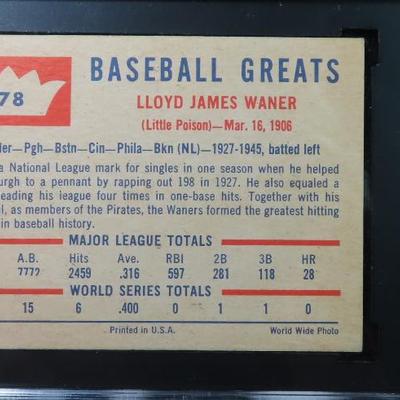 78
BASEBALL GREATS
LLOYD JAMES WANER
(Little Poison)—Mar. 16, 1906
der—Pgh—Bstn—Cin—Phila—Bkn (NL)—1927-1945, batted left
a National League mark for singles in one season when he helped
urgh to a pennant by rapping out 198 in 1927. He also equaled a
eading his league four times in one-base hits. Together with his
l, as members of the Pirates, the Waners formed the greatest hitting
in baseball history.
MAJOR LEAGUE TOTALS
A.B. Hits Ave. RBI 2B 3B HR
7772 2459 .316 597 281 118 28
WORLD SERIES TOTALS
15 6 .400 0 1 1 0
Printed in U.S.A. World Wide Photo